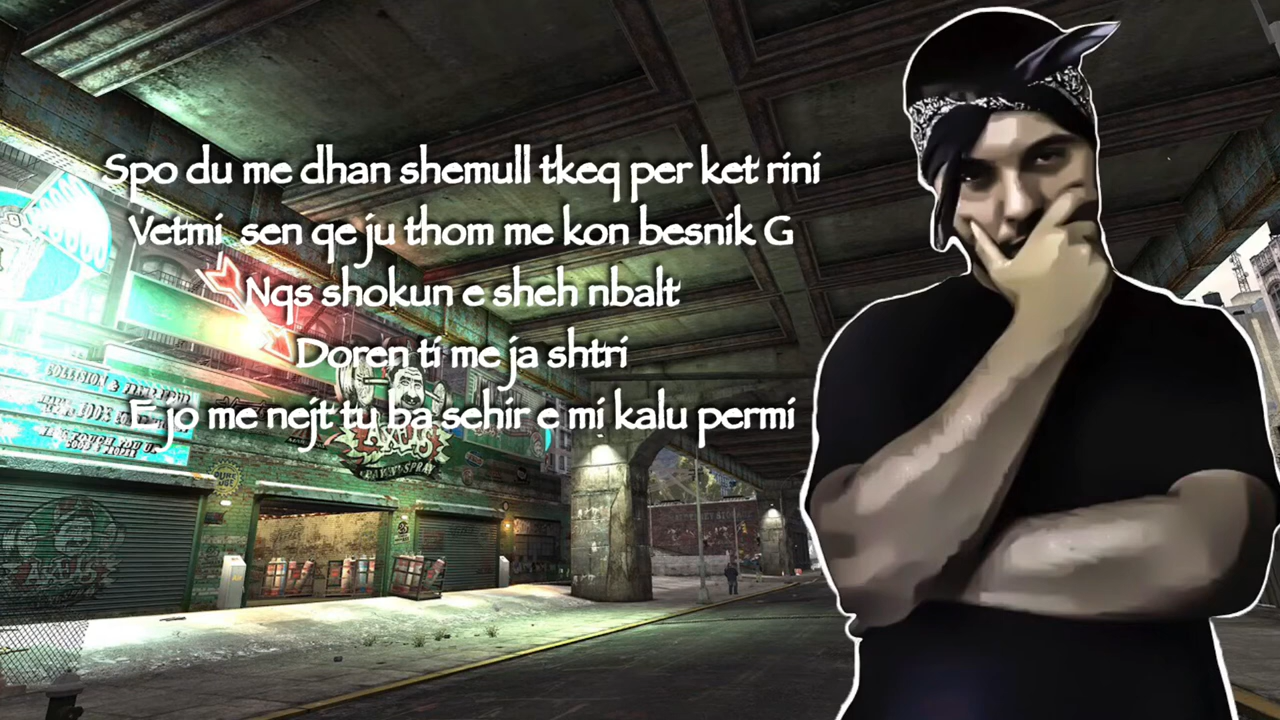 Spo du me dhan shemull tkeq per ket rini
Vetmi sen qe ju thom me kon besnik G
Nqs shokun e sheh nbalt
Doren ti me ja shtri
E jo me nejt tu ba sehir e mi kalu permi
COLLISION &